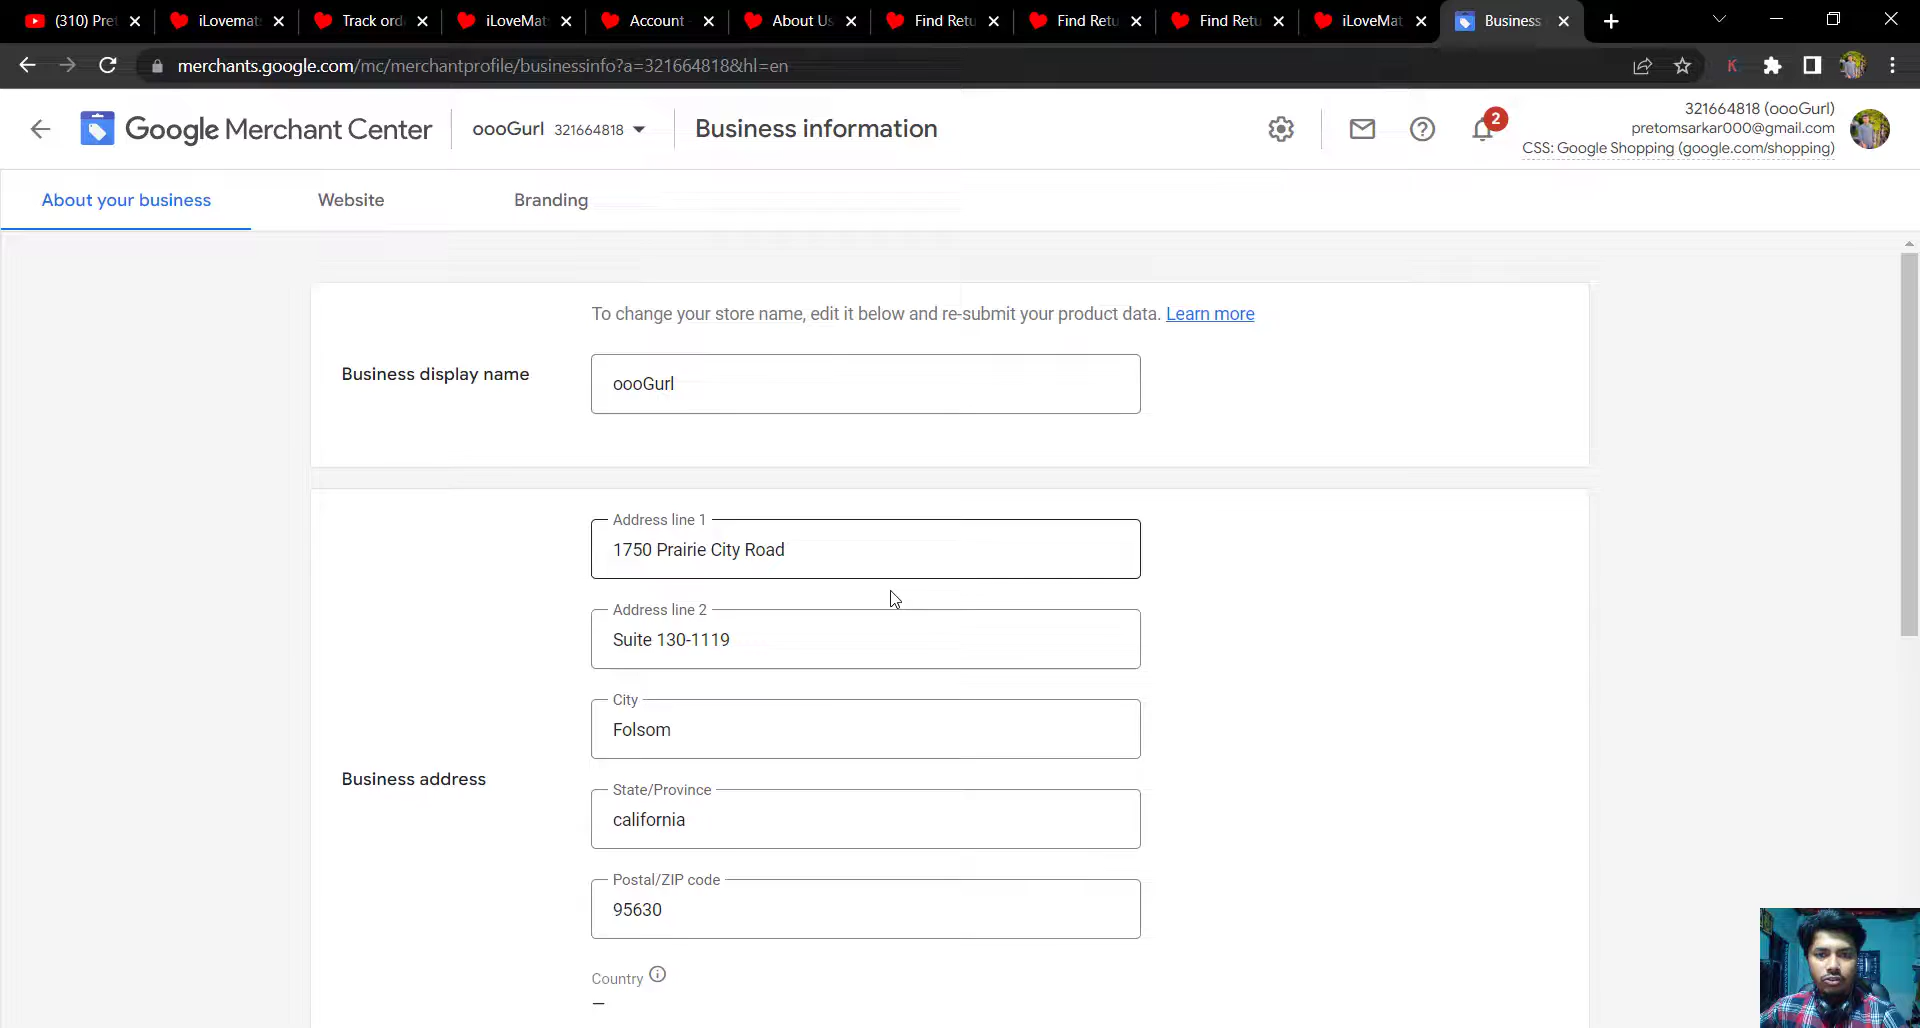 (310) Pret
iLovemats
Track orde
iLoveMats
Account -
About Us
Find Retu
Find Retu
Find Retu
iLoveMat
Business
merchants.google.com/mc/merchantprofile/businessinfo?a=321664818&hl=en
K
Google Merchant Center
oooGurl 321664818
Business information
2
321664818 (oooGurl)
pretomsarkar000@gmail.com
CSS: Google Shopping (google.com/shopping)
About your business
Website
Branding
To change your store name, edit it below and re-submit your product data. Learn more
Business display name
oooGurl
Address line 1
1750 Prairie City Road
Address line 2
Suite 130-1119
City
Folsom
Business address
State/Province
california
Postal/ZIP code
95630
Country
–